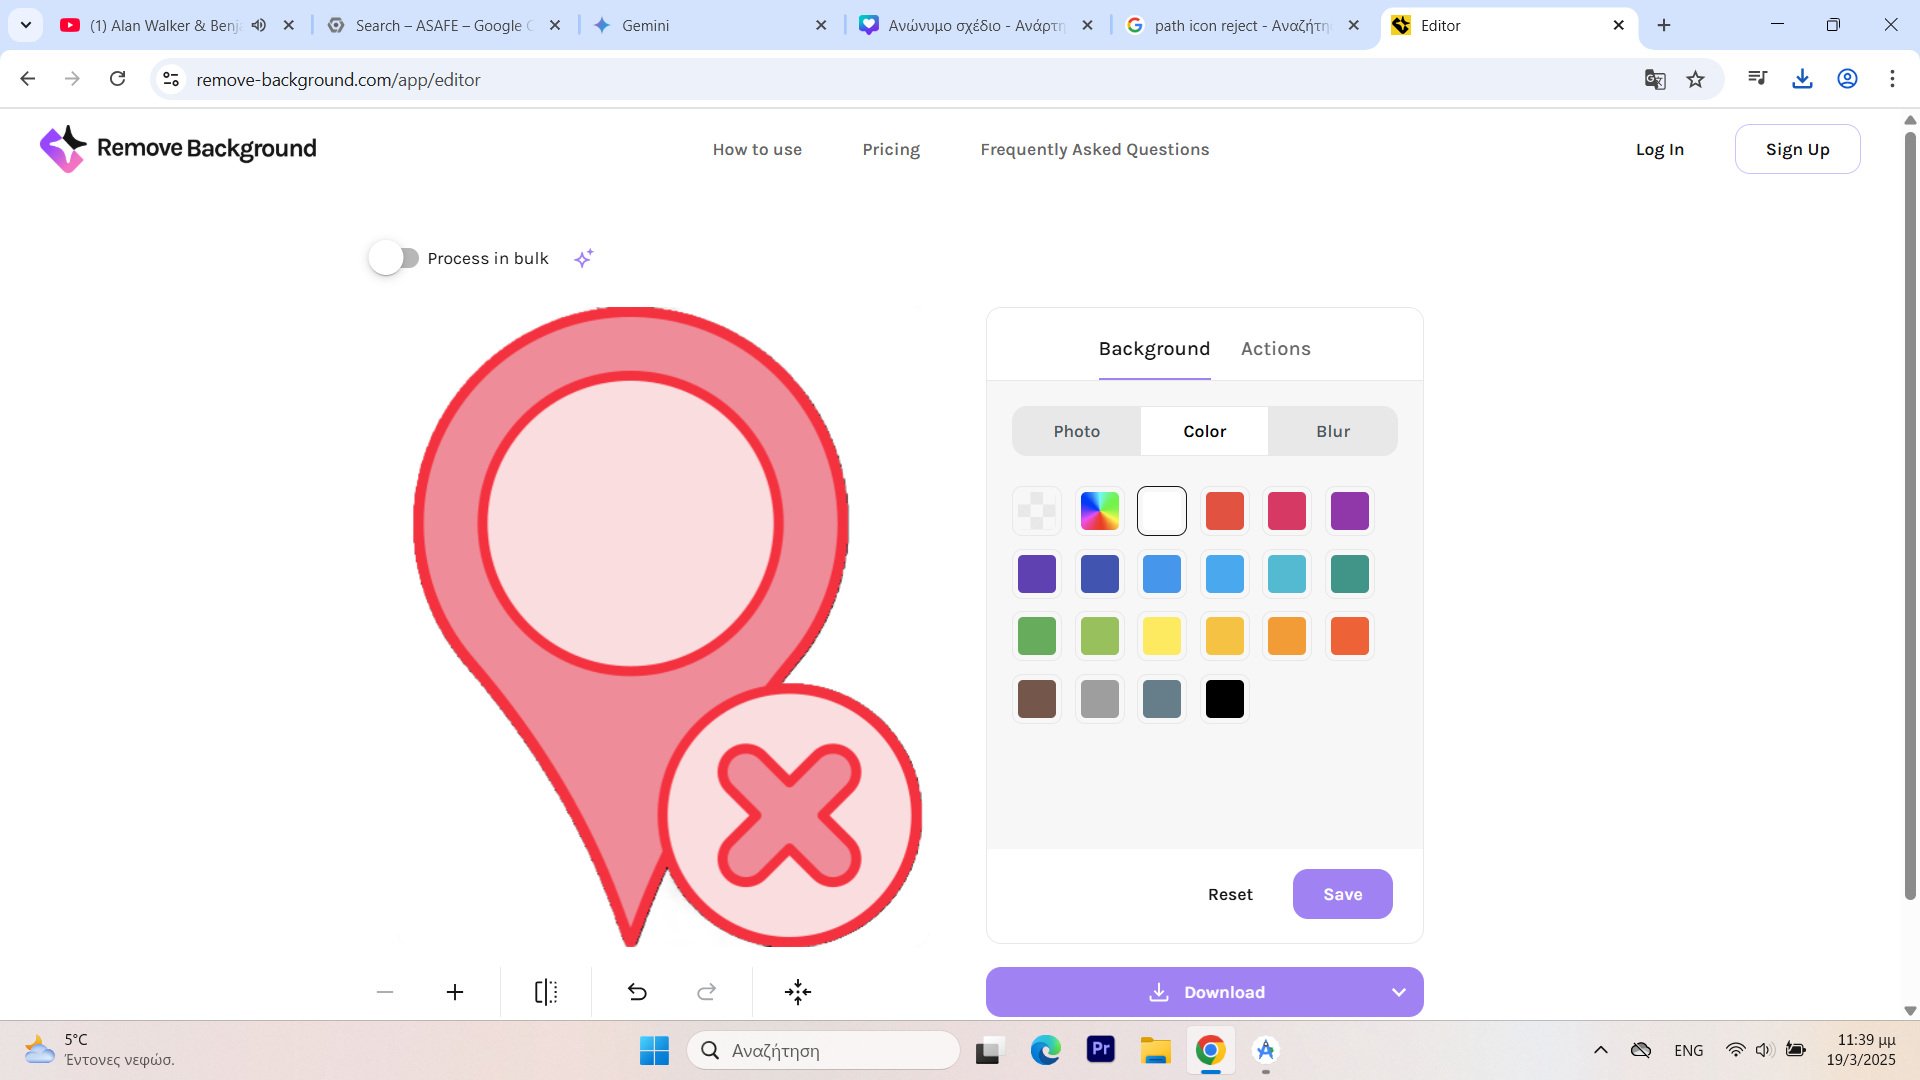 (1) Alan Walker & Benj
Search – ASAFE – Google C
Gemini
Ανώνυμο σχέδιο - Ανάρτη
path icon reject - Αναζήτη
Editor
remove-background.com/app/editor
Remove Background
How to use
Pricing
Frequently Asked Questions
Log In
Sign Up
Process in bulk
Background
Actions
Photo
Color
Blur
Reset
Save
Download
5°C
Έντονες νεφώσ.
Αναζήτηση
Pr
ENG
11:39 μμ
19/3/2025